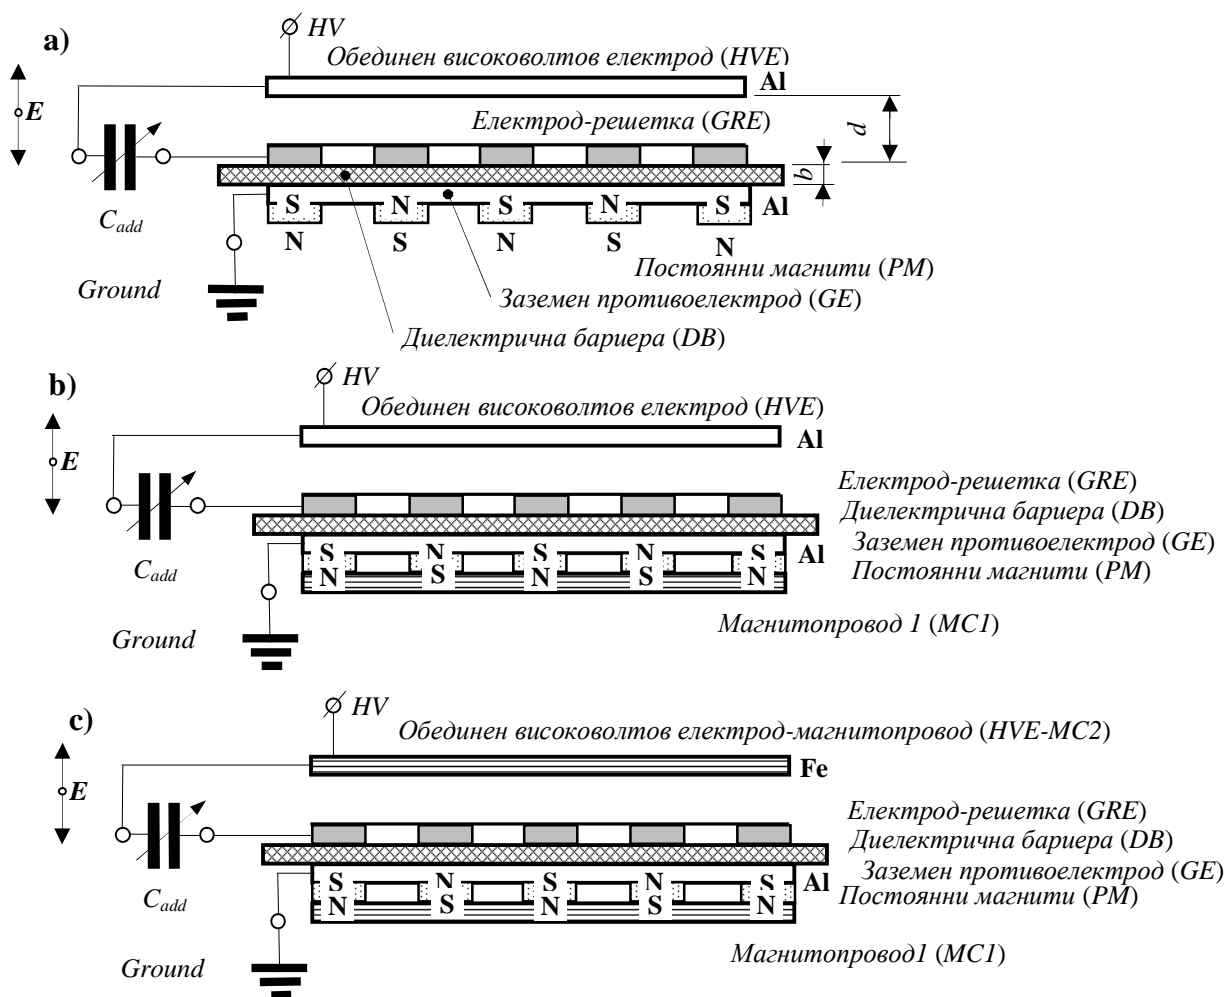 a)
HV
Обединен високоволтов електрод (HVE)
Al
E
Електрод-решетка (GRE)
d
b
C_add
S N S N S
Al
N S N S N
Ground
Постоянни магнити (PM)
Заземен противоелектрод (GE)
Диелектрична бариера (DB)
b)
HV
Обединен високоволтов електрод (HVE)
Al
E
Електрод-решетка (GRE)
Диелектрична бариера (DB)
Заземен противоелектрод (GE)
S N S N S
Al
Постоянни магнити (PM)
N S N S N
C_add
Магнитопровод 1 (MC1)
Ground
c)
HV
Обединен високоволтов електрод-магнитопровод (HVE-MC2)
Fe
E
Електрод-решетка (GRE)
Диелектрична бариера (DB)
Заземен противоелектрод (GE)
S N S N S
Al
Постоянни магнити (PM)
N S N S N
C_add
Магнитопровод1 (MC1)
Ground